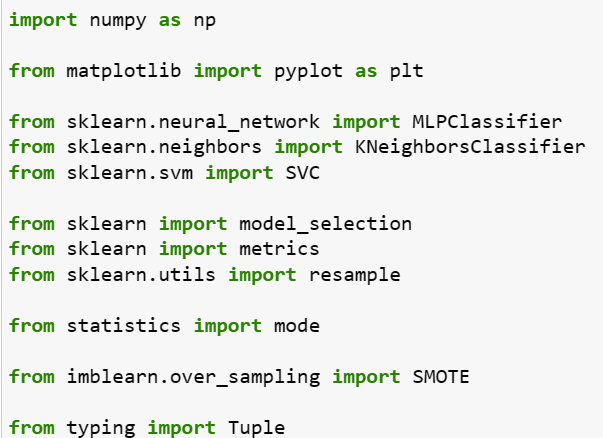 import numpy as np
from matplotlib import pyplot as plt
from sklearn.neural_network import MLPClassifier
from sklearn.neighbors import KNeighborsClassifier
from sklearn.svm import SVC
from sklearn import model_selection
from sklearn import metrics
from sklearn.utils import resample
from statistics import mode
from imblearn.over_sampling import SMOTE
from typing import Tuple